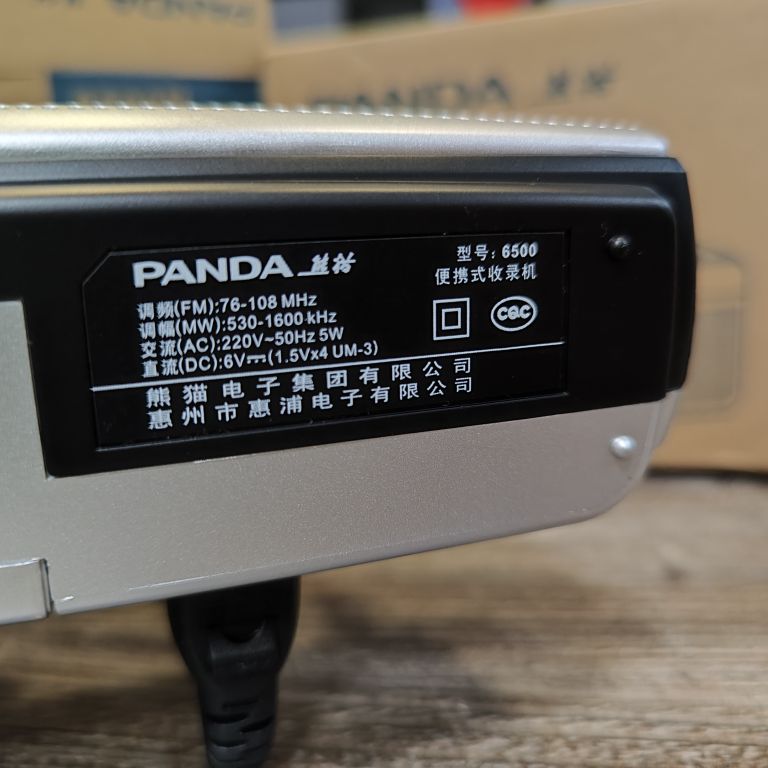 PANDA 熊猫
型号: 6500
便携式收录机
调频(FM):76-108 MHz
调幅(MW):530-1600 kHz
交流(AC):220V~50Hz 5W
直流(DC):6V⎓(1.5Vx4 UM-3)
CQC
熊猫电子集团有限公司
惠州市惠浦电子有限公司
PANDA